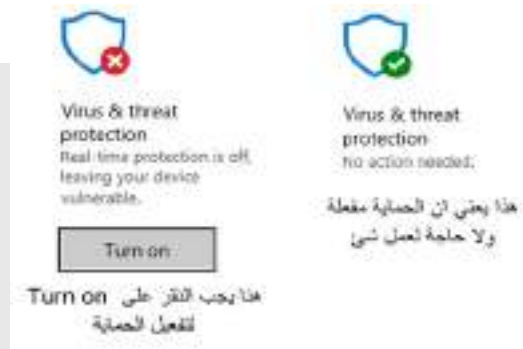 Virus & threat
protection
Real-time protection is off,
leaving your device
vulnerable.
Turn on
هنا يجب النقر على Turn on
لتفعيل الحماية
Virus & threat
protection
No action needed.
هذا يعني ان الحماية مفعلة
ولا حاجة لعمل شئ